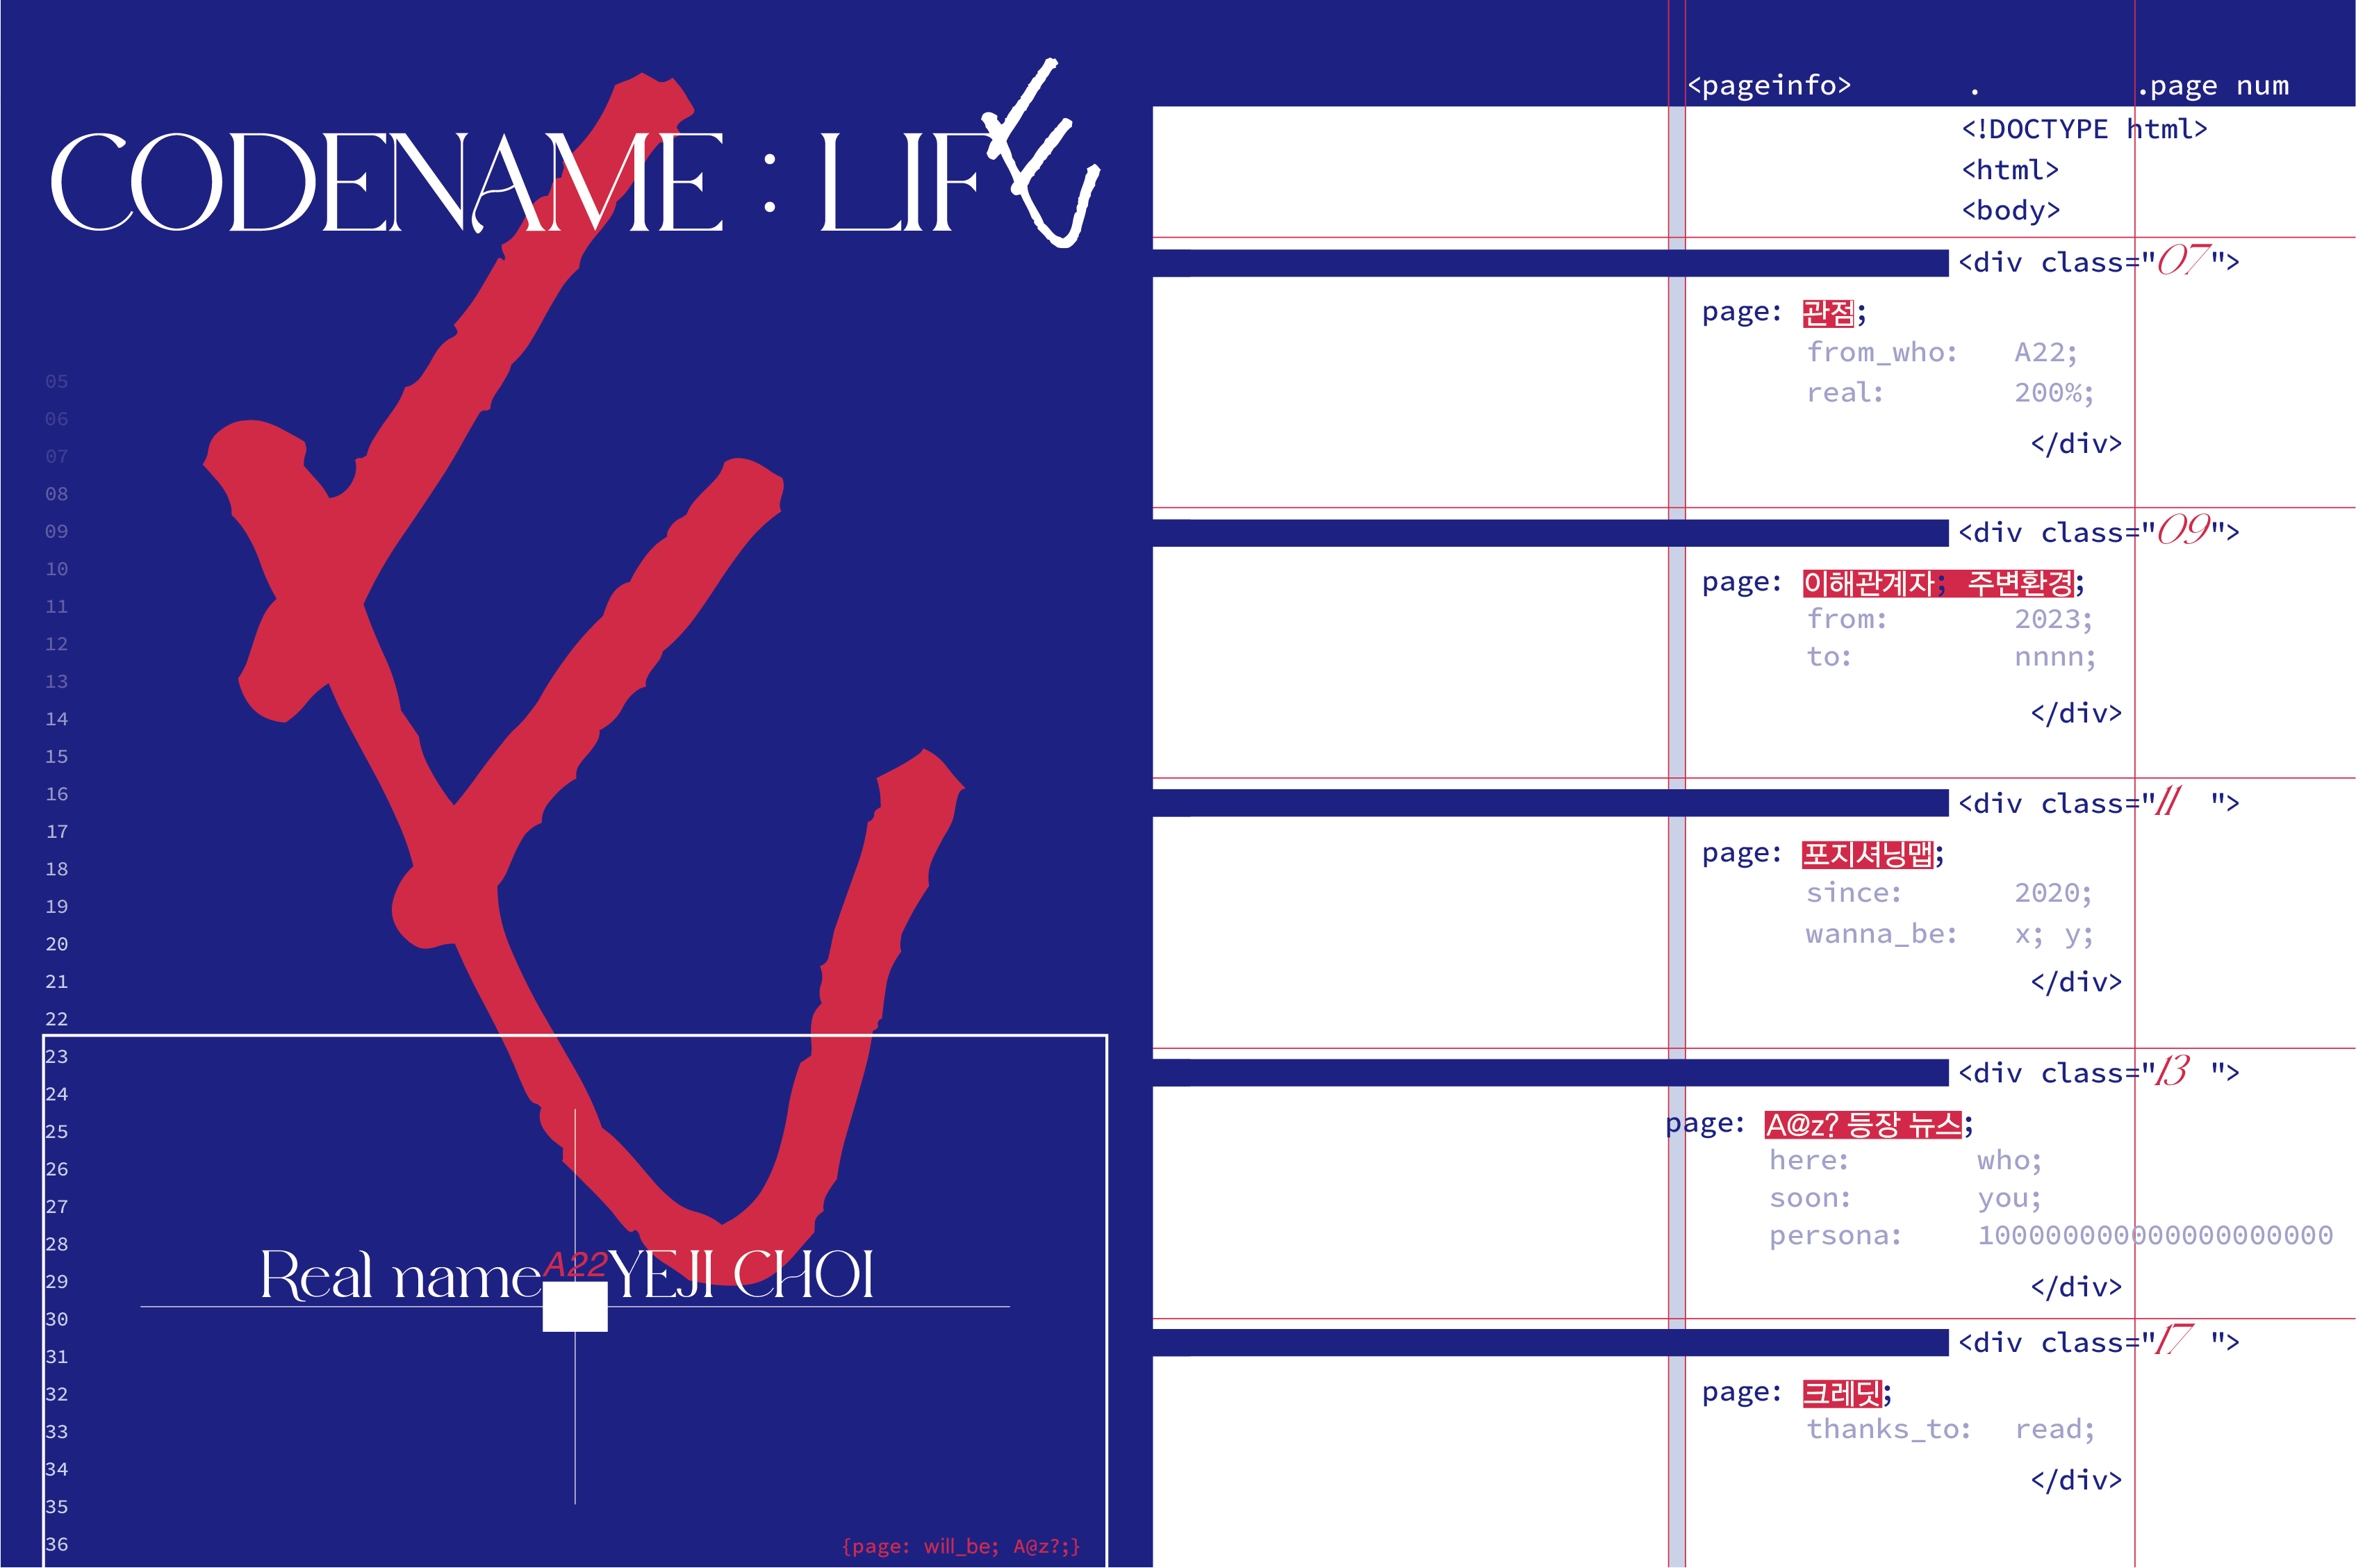 CODENAME : LIFE
05
06
07
08
09
10
11
12
13
14
15
16
17
18
19
20
21
22
23
24
25
26
27
28
29
30
31
32
33
34
35
36
Real name A22 YEJI CHOI
{page: will_be; A@z?;}
<pageinfo> . .page num
<!DOCTYPE html>
<html>
<body>
<div class="07">
page: 관점;
from_who: A22;
real: 200%;
</div>
<div class="09">
page: 이해관계자; 주변환경;
from: 2023;
to: nnnn;
</div>
<div class="11">
page: 포지셔닝맵;
since: 2020;
wanna_be: x; y;
</div>
<div class="13">
page: A@z? 등장 뉴스;
here: who;
soon: you;
persona: 1000000000000000000000
</div>
<div class="17">
page: 크레딧;
thanks_to: read;
</div>